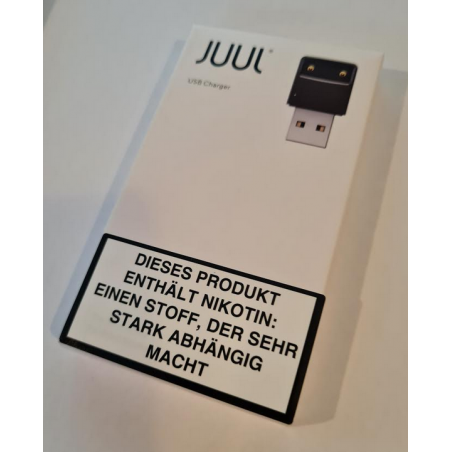 JUUL
USB Charger
DIESES PRODUKT
ENTHÄLT NIKOTIN:
EINEN STOFF, DER SEHR
STARK ABHÄNGIG
MACHT